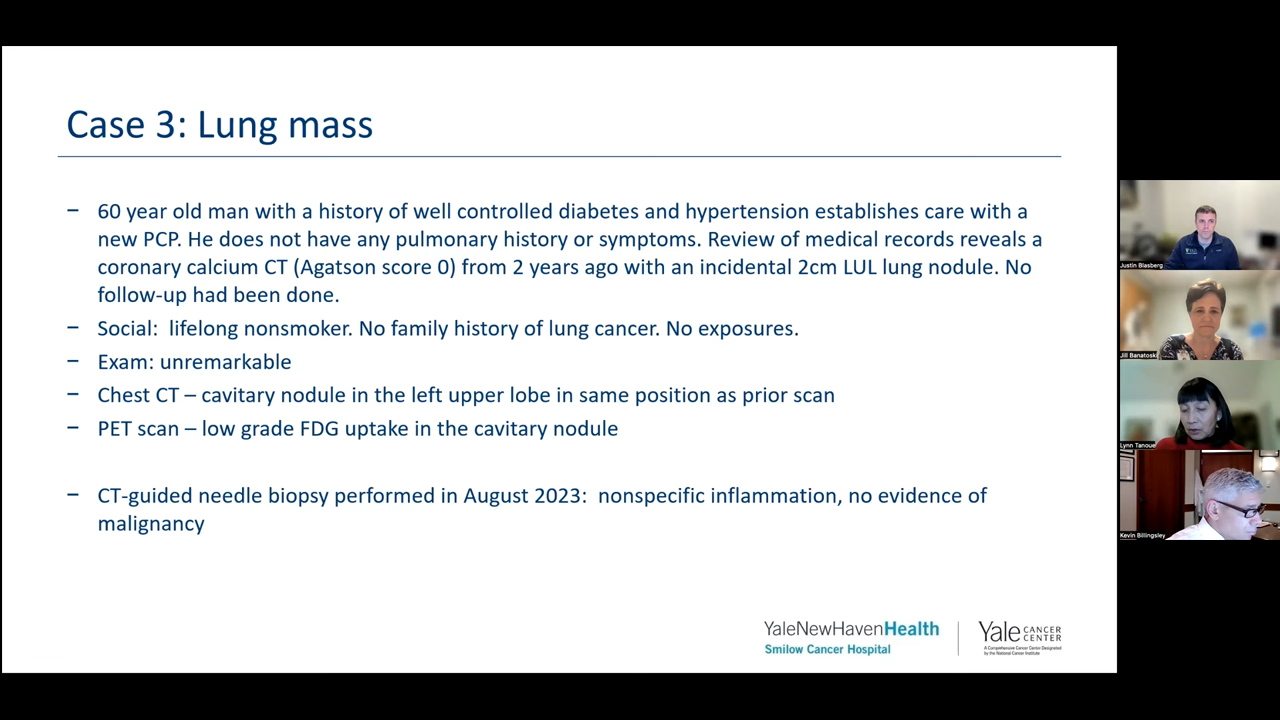 Case 3: Lung mass
– 60 year old man with a history of well controlled diabetes and hypertension establishes care with a
new PCP. He does not have any pulmonary history or symptoms. Review of medical records reveals a
coronary calcium CT (Agatson score 0) from 2 years ago with an incidental 2cm LUL lung nodule. No
follow-up had been done.
– Social: lifelong nonsmoker. No family history of lung cancer. No exposures.
– Exam: unremarkable
– Chest CT – cavitary nodule in the left upper lobe in same position as prior scan
– PET scan – low grade FDG uptake in the cavitary nodule
– CT-guided needle biopsy performed in August 2023: nonspecific inflammation, no evidence of
malignancy
YaleNewHavenHealth
Smilow Cancer Hospital
Yale CANCER CENTER
A Comprehensive Cancer Center Designated
by the National Cancer Institute
Justin Blasberg
Jill Banatoski
Lynn Tanoue
Kevin Billingsley